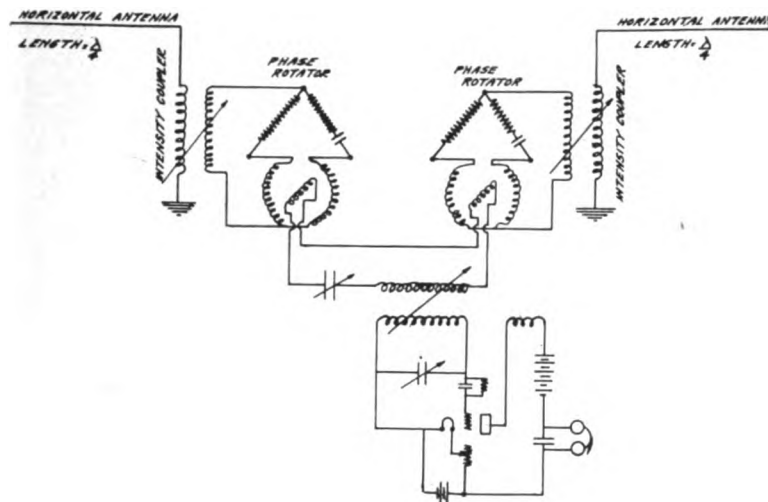 HORIZONTAL ANTENNA
LENGTH = λ/4
INTENSITY COUPLER
PHASE ROTATOR
PHASE ROTATOR
HORIZONTAL ANTENNA
LENGTH = λ/4
INTENSITY COUPLER